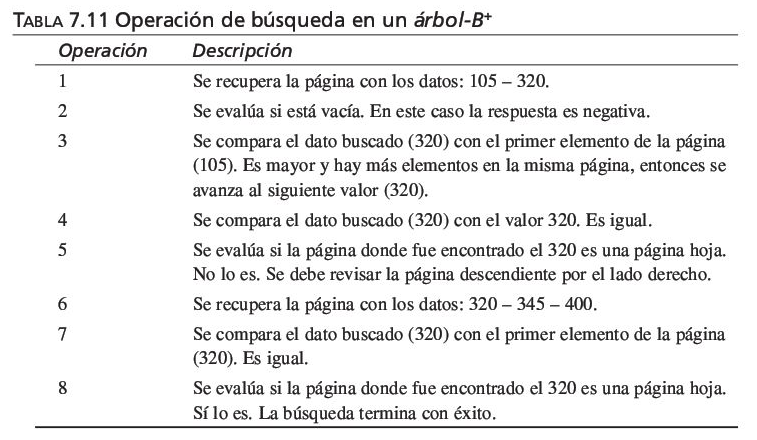 TABLA 7.11 Operación de búsqueda en un árbol-B+
Operación Descripción
1 Se recupera la página con los datos: 105 – 320.
2 Se evalúa si está vacía. En este caso la respuesta es negativa.
3 Se compara el dato buscado (320) con el primer elemento de la página
(105). Es mayor y hay más elementos en la misma página, entonces se
avanza al siguiente valor (320).
4 Se compara el dato buscado (320) con el valor 320. Es igual.
5 Se evalúa si la página donde fue encontrado el 320 es una página hoja.
No lo es. Se debe revisar la página descendiente por el lado derecho.
6 Se recupera la página con los datos: 320 – 345 – 400.
7 Se compara el dato buscado (320) con el primer elemento de la página
(320). Es igual.
8 Se evalúa si la página donde fue encontrado el 320 es una página hoja.
Sí lo es. La búsqueda termina con éxito.